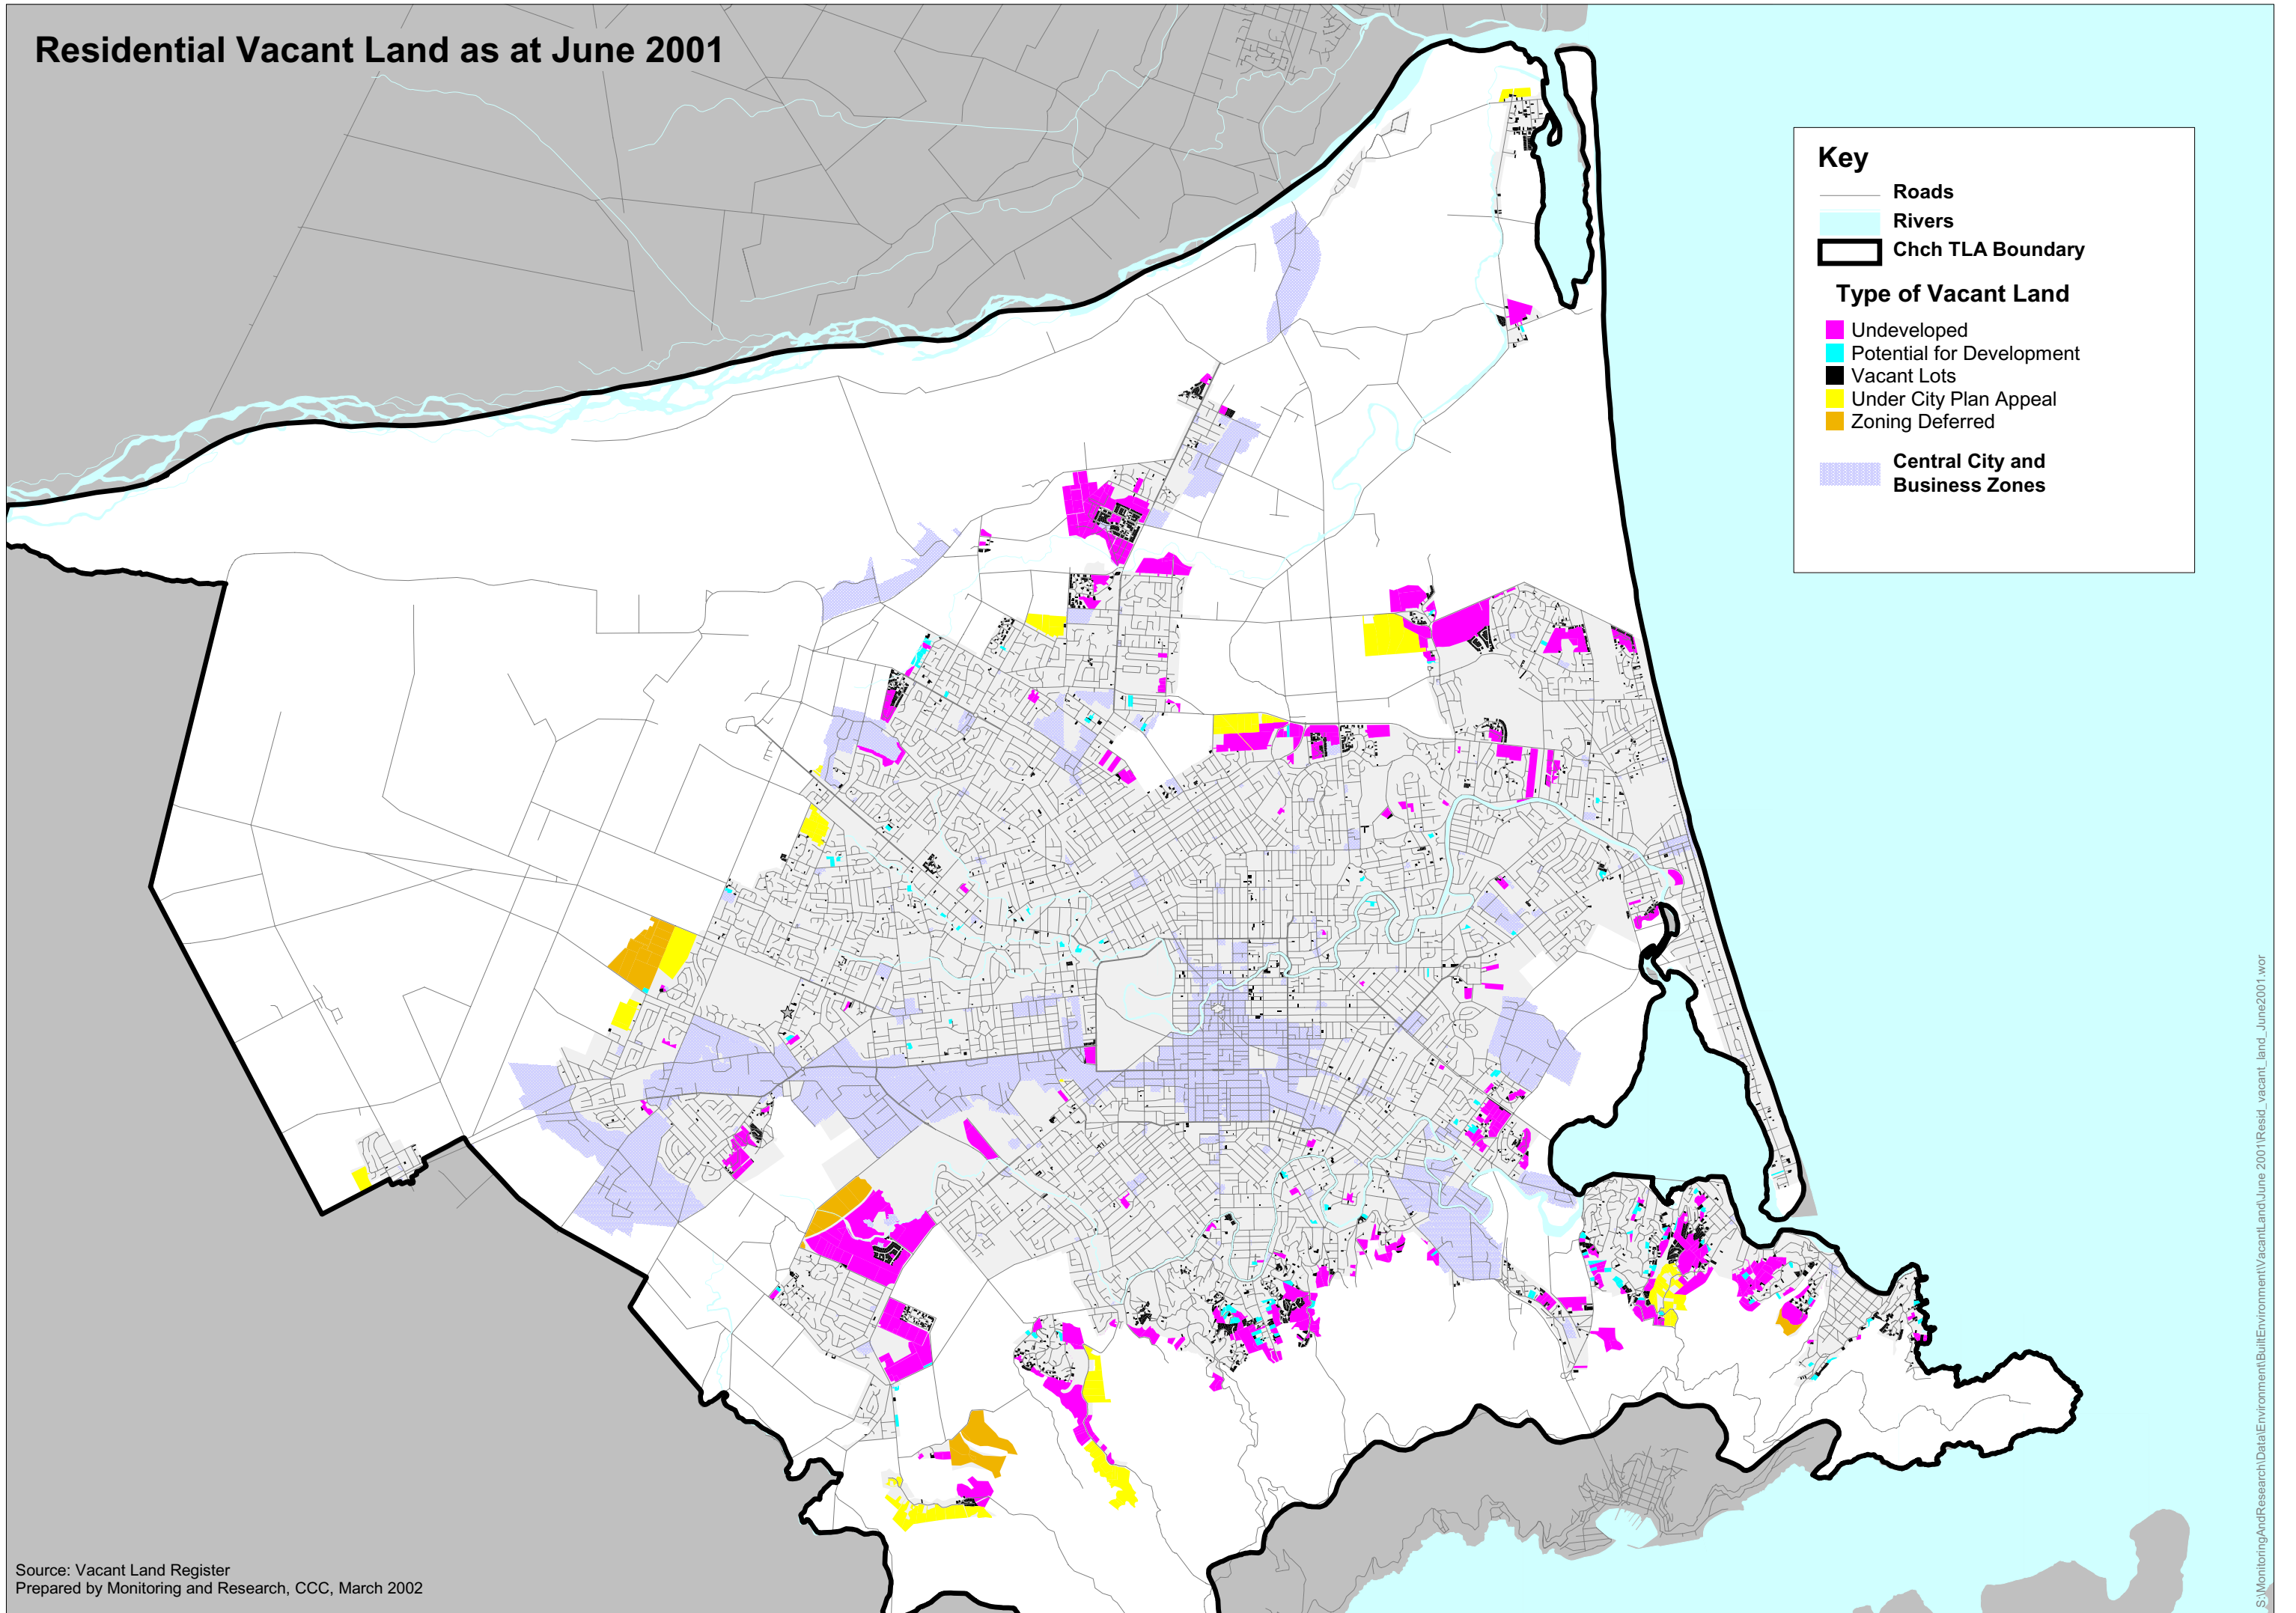 Residential Vacant Land as at June 2001
Key
Roads
Rivers
Chch TLA Boundary
Type of Vacant Land
Undeveloped
Potential for Development
Vacant Lots
Under City Plan Appeal
Zoning Deferred
Central City and
Business Zones
Source: Vacant Land Register
Prepared by Monitoring and Research, CCC, March 2002
S:\MonitoringAndResearch\Data\Environment\BuiltEnvironment\VacantLand\June 2001\Resid_vacant_land_June2001.wor